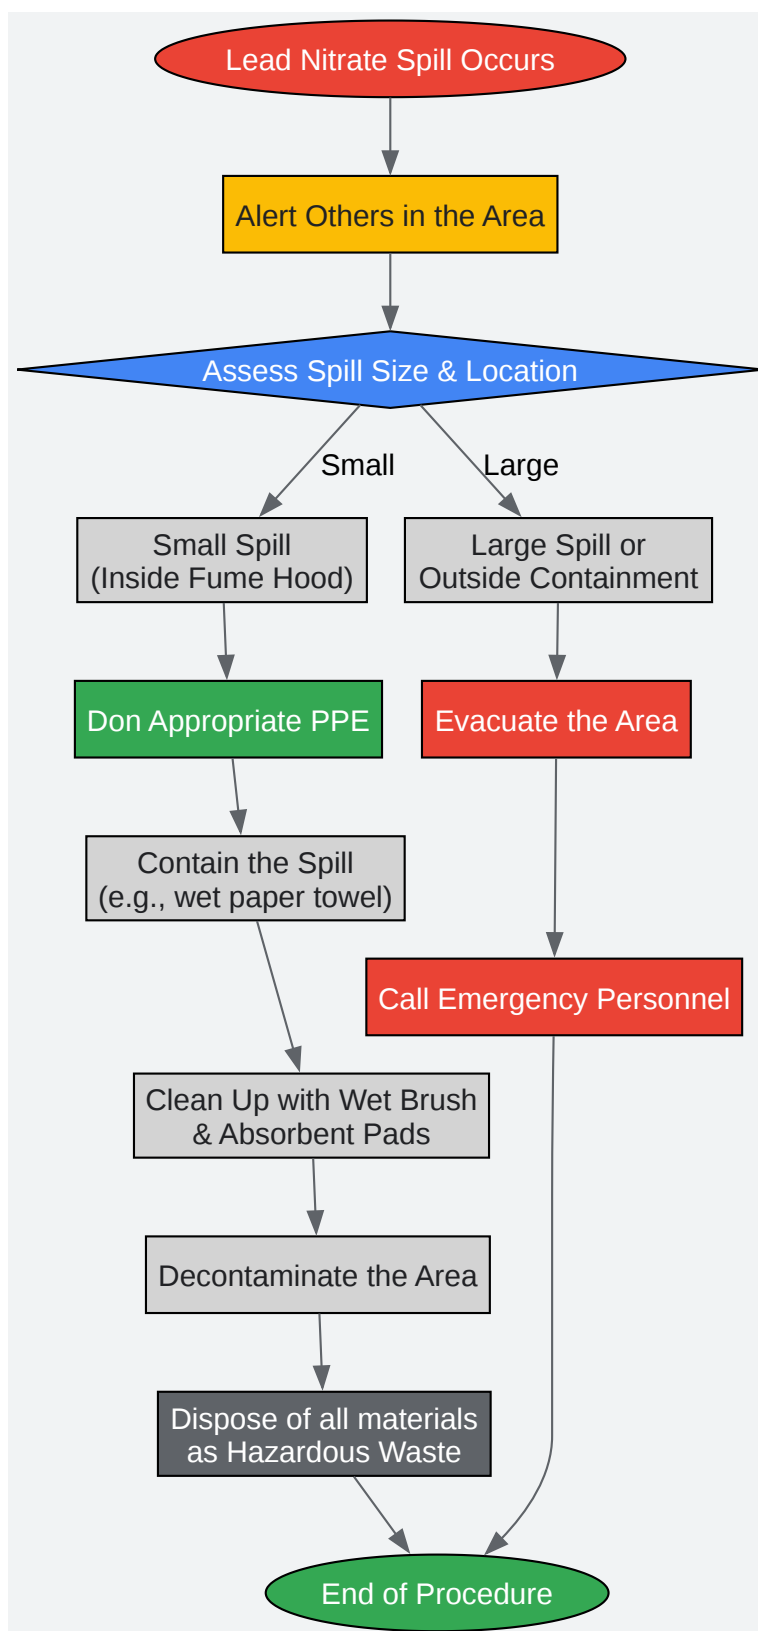 Lead Nitrate Spill Occurs
Alert Others in the Area
Assess Spill Size & Location
Small
Large
Small Spill
(Inside Fume Hood)
Large Spill or
Outside Containment
Don Appropriate PPE
Evacuate the Area
Contain the Spill
(e.g., wet paper towel)
Call Emergency Personnel
Clean Up with Wet Brush
& Absorbent Pads
Decontaminate the Area
Dispose of all materials
as Hazardous Waste
End of Procedure